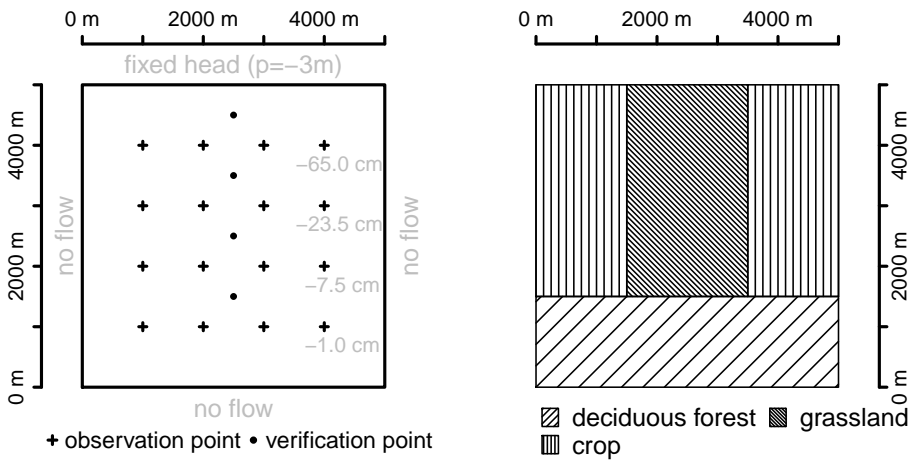 0 m 2000 m 4000 m
fixed head (p=−3m)
0 m 2000 m 4000 m
no flow
−65.0 cm
−23.5 cm
−7.5 cm
−1.0 cm
no flow
no flow
+ observation point • verification point
0 m 2000 m 4000 m
0 m 2000 m 4000 m
deciduous forest grassland
crop